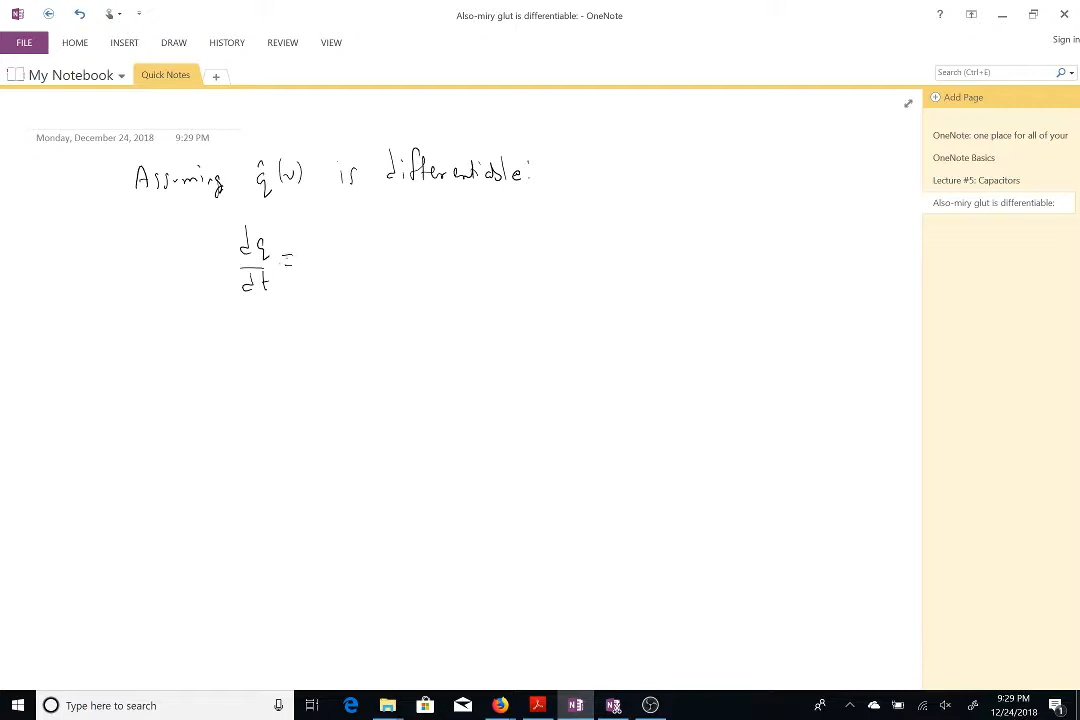 Also-miry glut is differentiable: - OneNote
?
FILE HOME INSERT DRAW HISTORY REVIEW VIEW
Sign in
My Notebook
Quick Notes
+
Search (Ctrl+E)
Add Page
Monday, December 24, 2018 9:29 PM
Assuming q̂(v) is differentiable:
dq
dt =
OneNote: one place for all of your
OneNote Basics
Lecture #5: Capacitors
Also-miry glut is differentiable:
Type here to search
9:29 PM
12/24/2018
1